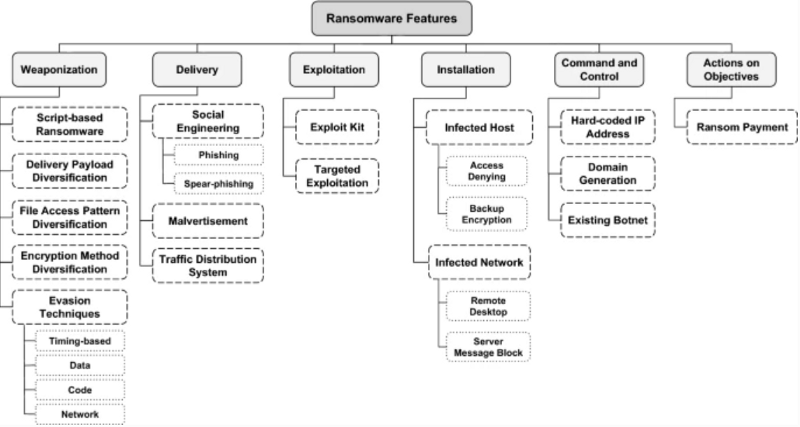 Ransomware Features
Weaponization
Script-based
Ransomware
Delivery Payload
Diversification
File Access Pattern
Diversification
Encryption Method
Diversification
Evasion
Techniques
Timing-based
Data
Code
Network
Delivery
Social
Engineering
Phishing
Spear-phishing
Malvertisement
Traffic Distribution
System
Exploitation
Exploit Kit
Targeted
Exploitation
Installation
Infected Host
Access
Denying
Backup
Encryption
Infected Network
Remote
Desktop
Server
Message Block
Command and
Control
Hard-coded IP
Address
Domain
Generation
Existing Botnet
Actions on
Objectives
Ransom Payment